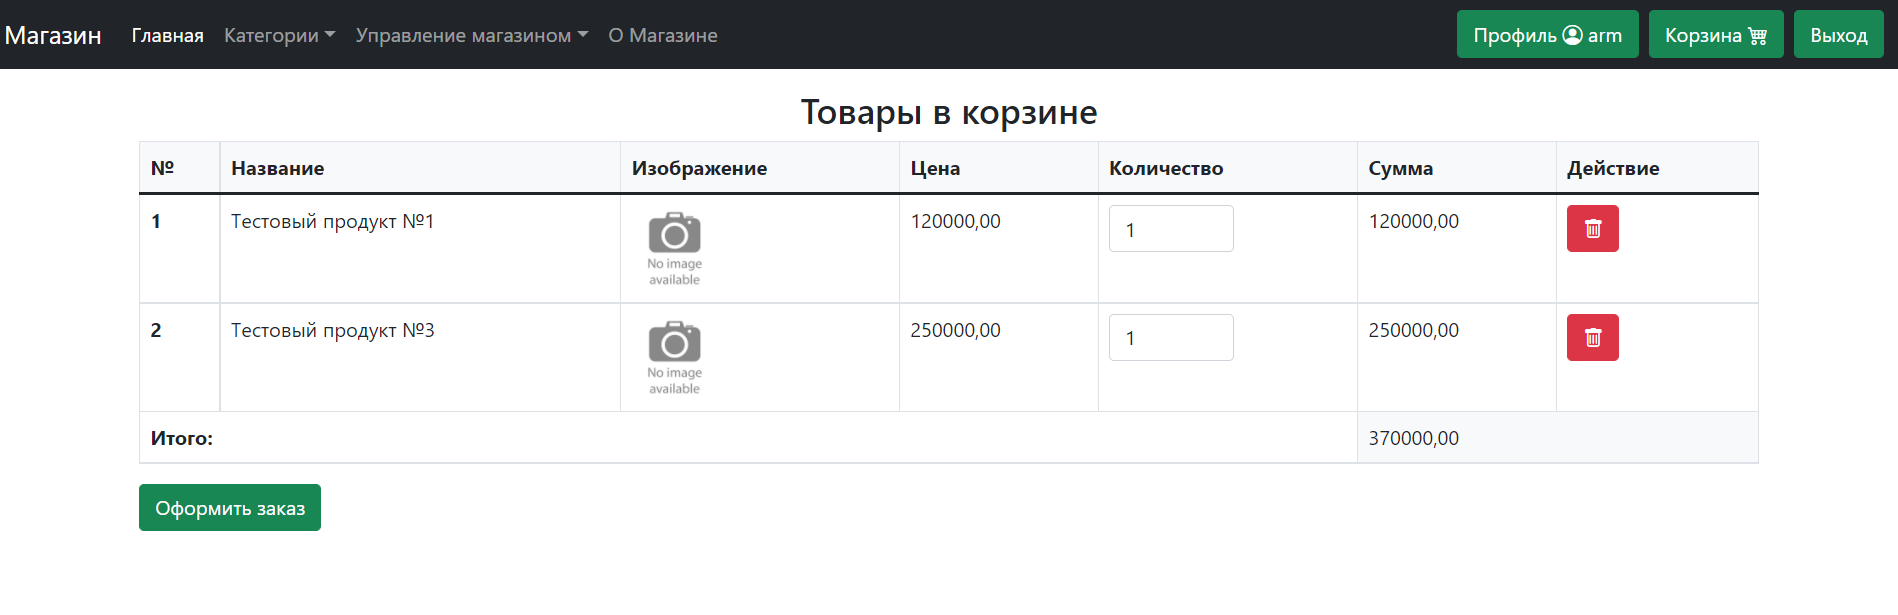 Магазин Главная Категории Управление магазином О Магазине Профиль arm Корзина Выход
Товары в корзине
№ Название Изображение Цена Количество Сумма Действие
1 Тестовый продукт №1 120000,00 1 120000,00
No image
available
2 Тестовый продукт №3 250000,00 1 250000,00
No image
available
Итого: 370000,00
Оформить заказ